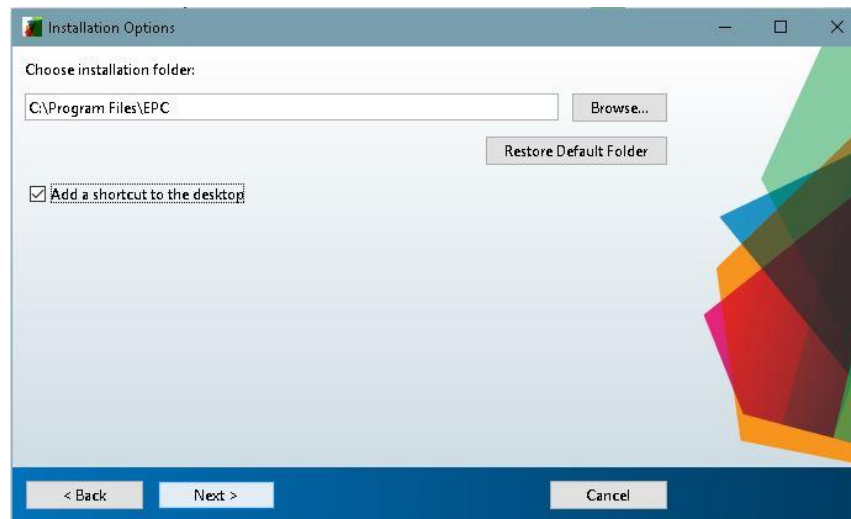 Installation Options
Choose installation folder:
C:\Program Files\EPC
Browse...
Restore Default Folder
Add a shortcut to the desktop
< Back
Next >
Cancel